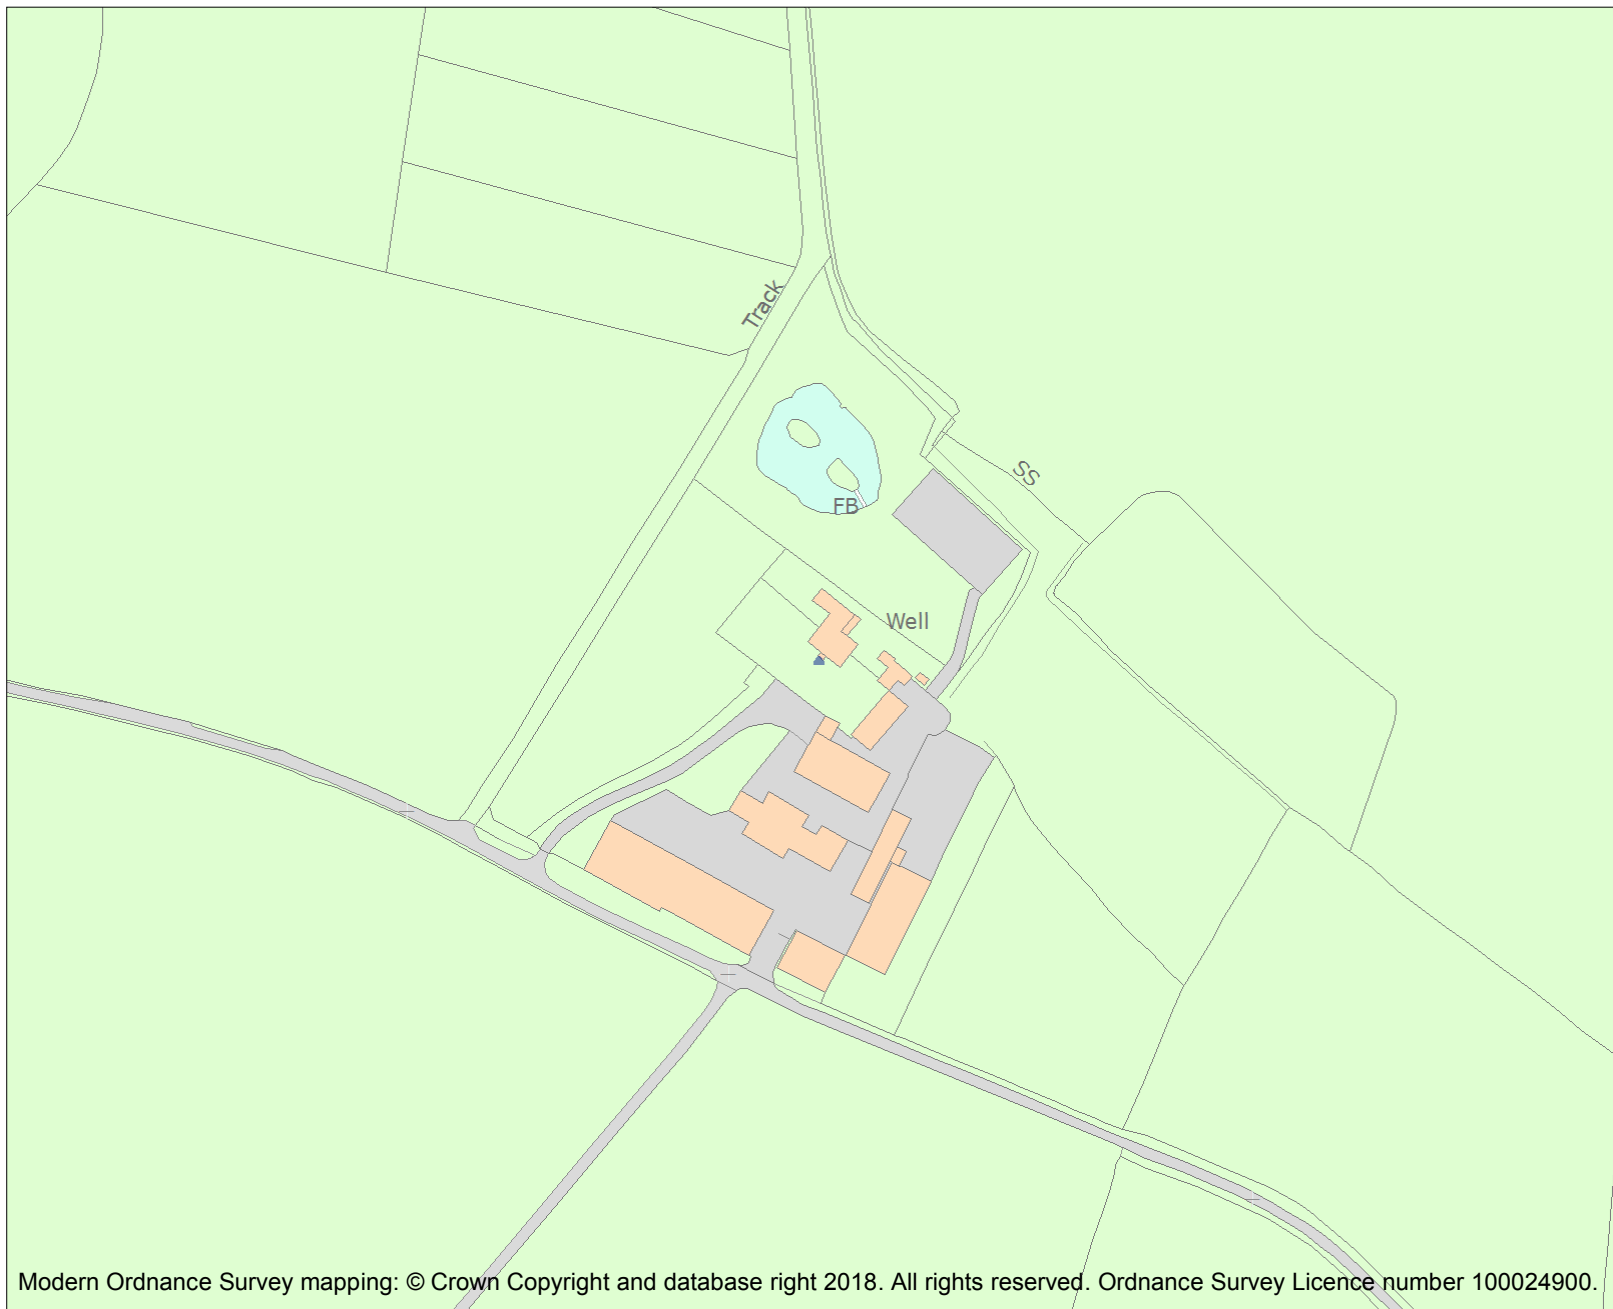 Track
SS
FB
Well
Modern Ordnance Survey mapping: © Crown Copyright and database right 2018. All rights reserved. Ordnance Survey Licence number 100024900.